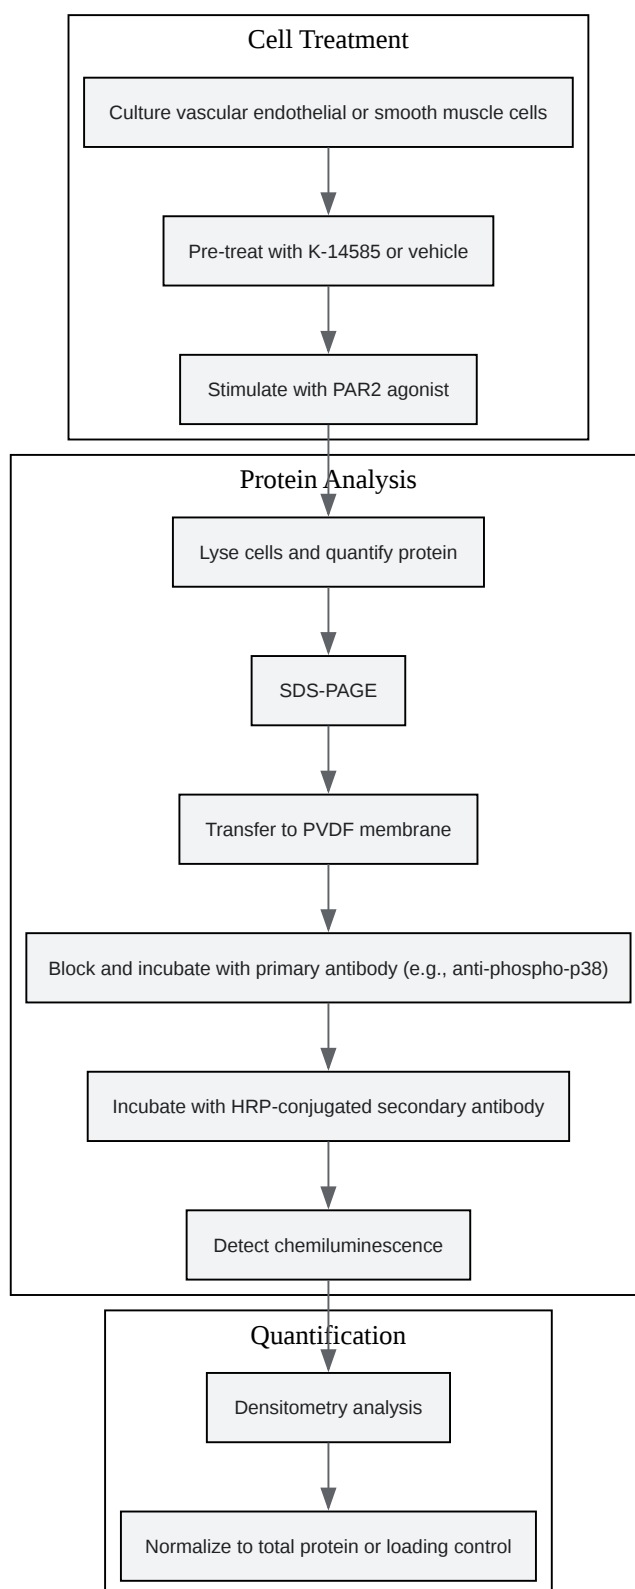 Cell Treatment
Culture vascular endothelial or smooth muscle cells
Pre-treat with K-14585 or vehicle
Stimulate with PAR2 agonist
Protein Analysis
Lyse cells and quantify protein
SDS-PAGE
Transfer to PVDF membrane
Block and incubate with primary antibody (e.g., anti-phospho-p38)
Incubate with HRP-conjugated secondary antibody
Detect chemiluminescence
Quantification
Densitometry analysis
Normalize to total protein or loading control